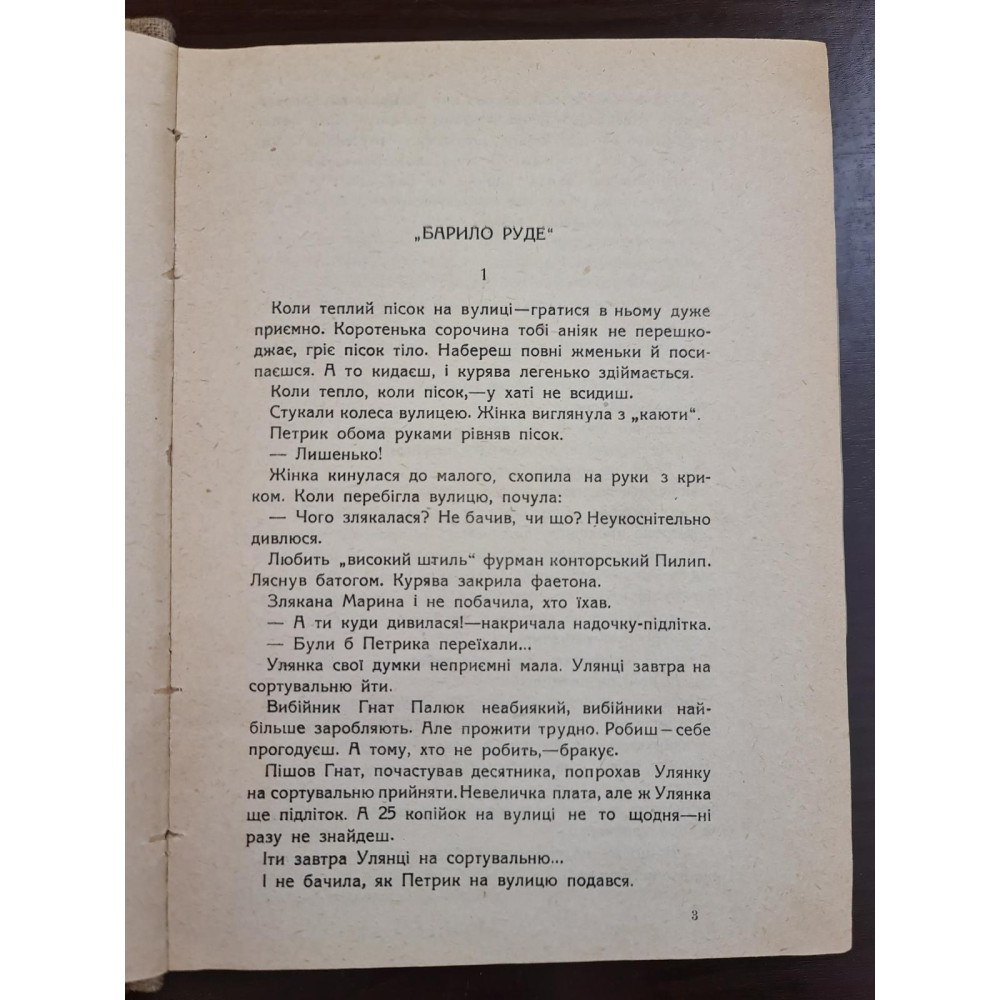 „БАРИЛО РУДЕ“
1
Коли теплий пісок на вулиці—гратися в ньому дуже
приємно. Коротенька сорочина тобі аніяк не перешко-
джає, гріє пісок тіло. Набереш повні жменьки й поси-
паєшся. А то кидаєш, і курява легенько здіймається.
Коли тепло, коли пісок,—у хаті не всидиш.
Стукали колеса вулицею. Жінка виглянула з „каюти“.
Петрик обома руками рівняв пісок.
— Лишенько!
Жінка кинулася до малого, схопила на руки з кри-
ком. Коли перебігла вулицю, почула:
— Чого злякалася? Не бачив, чи що? Неукоснітельно
дивлюся.
Любить „високий штиль“ фурман конторський Пилип.
Ляснув батогом. Курява закрила фаетона.
Злякана Марина і не побачила, хто їхав.
— А ти куди дивилася!—накричала надочку-підлітка.
— Були б Петрика переїхали...
Улянка свої думки неприємні мала. Улянці завтра на
сортувальню йти.
Вибійник Гнат Палюк неабиякий, вибійники най-
більше заробляють. Але прожити трудно. Робиш—себе
прогодуєш. А тому, хто не робить,—бракує.
Пішов Гнат, почастував десятника, попрохав Улянку
на сортувальню прийняти. Невеличка плата, але ж Улянка
ще підліток. А 25 копійок на вулиці не то щодня—ні
разу не знайдеш.
Іти завтра Улянці на сортувальню...
І не бачила, як Петрик на вулицю подався.
3